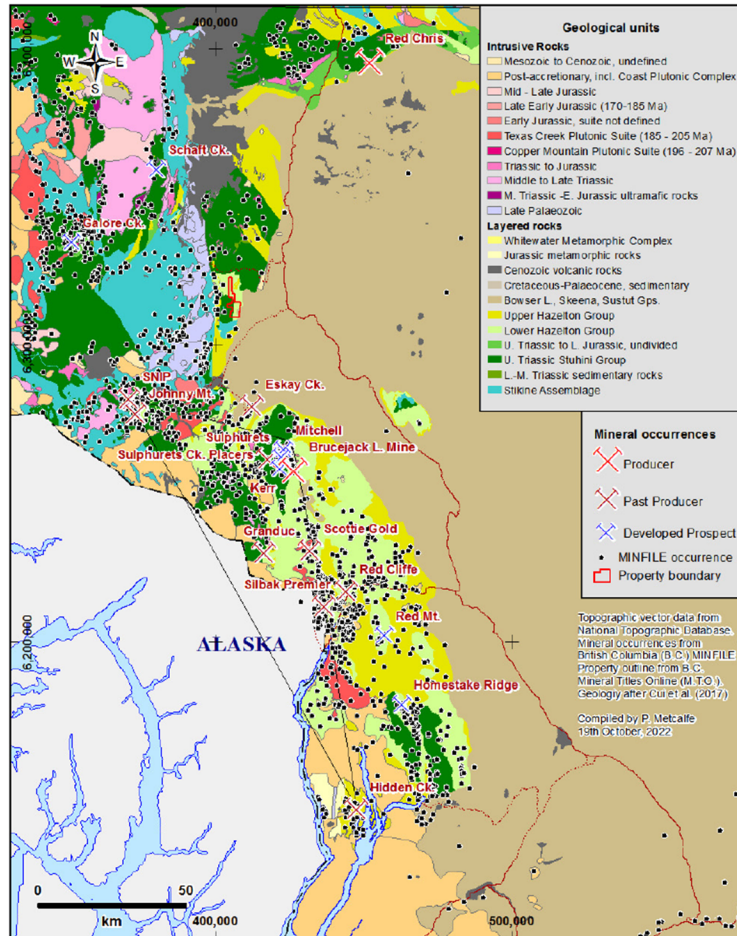 400,000
6,400,000
N
W E
S
Red Chris
Schaft Ck.
Galore Ck.
6,300,000
SNIP
Johnny Mt.
Eskay Ck.
Mitchell
Sulphurets
Brucejack L. Mine
Sulphurets Ck. Placers
Kerr
Granduc
Scottie Gold
Silbak Premier
Red Cliffe
Red Mt.
6,200,000
ALASKA
Homestake Ridge
Hidden Ck.
0 50
km
400,000
500,000
Geological units
Intrusive Rocks
Mesozoic to Cenozoic, undefined
Post-accretionary, incl. Coast Plutonic Complex
Mid - Late Jurassic
Late Early Jurassic (170-185 Ma)
Early Jurassic, suite not defined
Texas Creek Plutonic Suite (185 - 205 Ma)
Copper Mountain Plutonic Suite (196 - 207 Ma)
Triassic to Jurassic
Middle to Late Triassic
M. Triassic -E. Jurassic ultramafic rocks
Late Palaeozoic
Layered rocks
Whitewater Metamorphic Complex
Jurassic metamorphic rocks
Cenozoic volcanic rocks
Cretaceous-Palaeocene, sedimentary
Bowser L., Skeena, Sustut Gps.
Upper Hazelton Group
Lower Hazelton Group
U. Triassic to L. Jurassic, undivided
U. Triassic Stuhini Group
L.-M. Triassic sedimentary rocks
Stikine Assemblage
Mineral occurrences
Producer
Past Producer
Developed Prospect
MINFILE occurrence
Property boundary
Topographic vector data from
National Topographic Database.
Mineral occurrences from
British Columbia (B.C.) MINFILE
Property outline from B.C.
Mineral Titles Online (M.T.O.).
Geology after Cui et al. (2017)
Compiled by P. Metcalfe
19th October, 2022